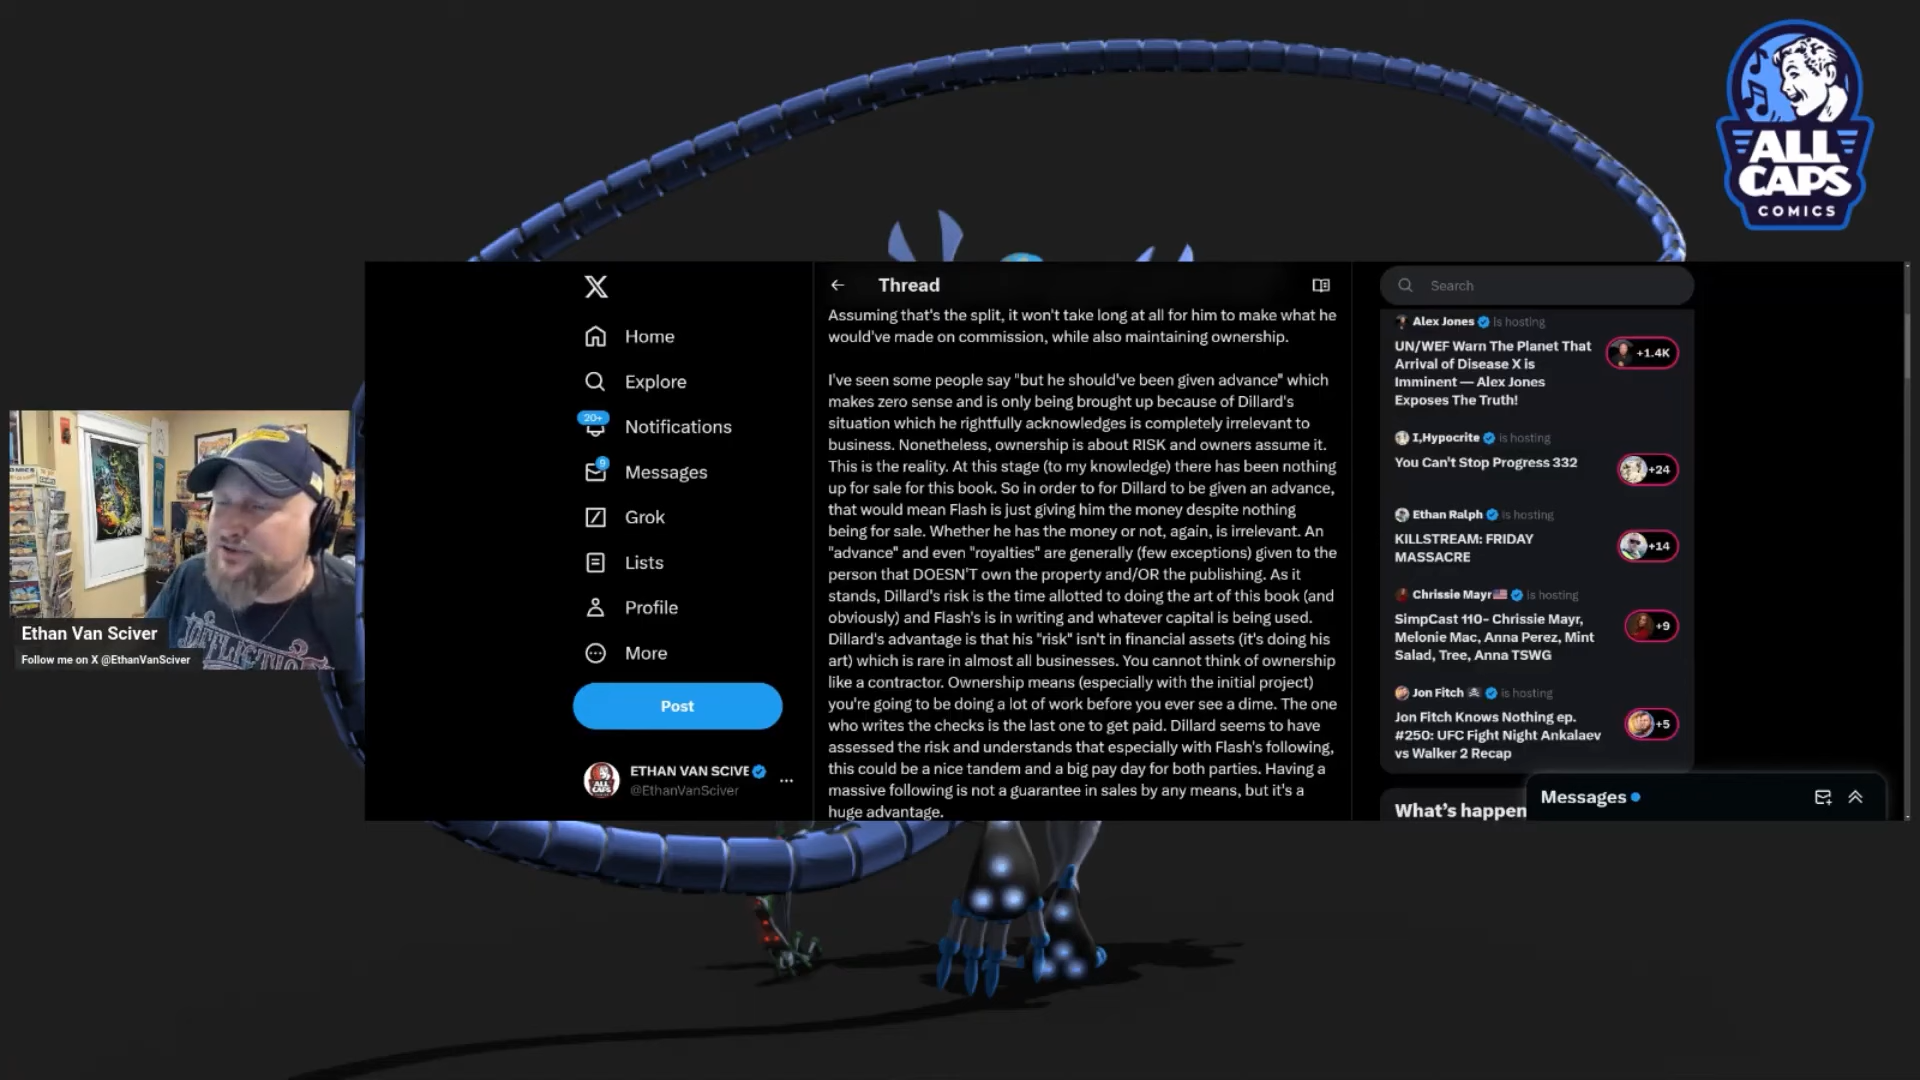 ALL
CAPS
COMICS
Thread
Search
Home
Explore
20+
Notifications
9
Messages
Grok
Lists
Profile
More
Post
ETHAN VAN SCIVE
@EthanVanSciver
Assuming that's the split, it won't take long at all for him to make what he
would've made on commission, while also maintaining ownership.
I've seen some people say "but he should've been given advance" which
makes zero sense and is only being brought up because of Dillard's
situation which he rightfully acknowledges is completely irrelevant to
business. Nonetheless, ownership is about RISK and owners assume it.
This is the reality. At this stage (to my knowledge) there has been nothing
up for sale for this book. So in order to for Dillard to be given an advance,
that would mean Flash is just giving him the money despite nothing
being for sale. Whether he has the money or not, again, is irrelevant. An
"advance" and even "royalties" are generally (few exceptions) given to the
person that DOESN'T own the property and/OR the publishing. As it
stands, Dillard's risk is the time allotted to doing the art of this book (and
obviously) and Flash's is in writing and whatever capital is being used.
Dillard's advantage is that his "risk" isn't in financial assets (it's doing his
art) which is rare in almost all businesses. You cannot think of ownership
like a contractor. Ownership means (especially with the initial project)
you're going to be doing a lot of work before you ever see a dime. The one
who writes the checks is the last one to get paid. Dillard seems to have
assessed the risk and understands that especially with Flash's following,
this could be a nice tandem and a big pay day for both parties. Having a
massive following is not a guarantee in sales by any means, but it's a
huge advantage.
Alex Jones is hosting
UN/WEF Warn The Planet That
Arrival of Disease X is
Imminent — Alex Jones
Exposes The Truth!
+1.4K
I,Hypocrite is hosting
You Can't Stop Progress 332
+24
Ethan Ralph is hosting
KILLSTREAM: FRIDAY
MASSACRE
+14
Chrissie Mayr is hosting
SimpCast 110- Chrissie Mayr,
Melonie Mac, Anna Perez, Mint
Salad, Tree, Anna TSWG
+9
Jon Fitch is hosting
Jon Fitch Knows Nothing ep.
#250: UFC Fight Night Ankalaev
vs Walker 2 Recap
+5
What's happen
Messages
Ethan Van Sciver
Follow me on X @EthanVanSciver